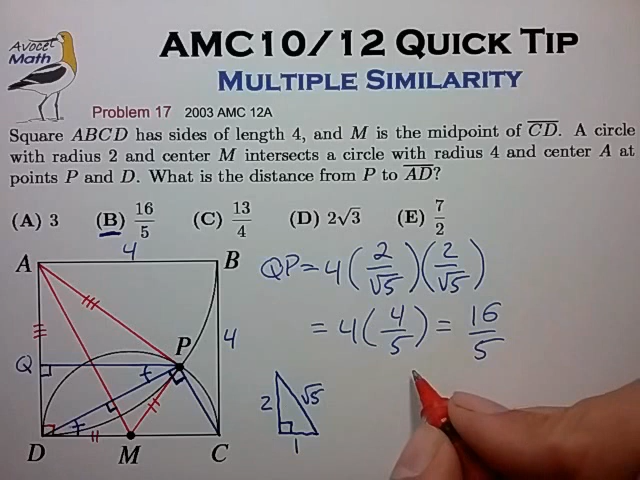 Avocet Math
AMC10/12 QUICK TIP
MULTIPLE SIMILARITY
Problem 17 2003 AMC 12A
Square ABCD has sides of length 4, and M is the midpoint of \overline{CD}. A circle
with radius 2 and center M intersects a circle with radius 4 and center A at
points P and D. What is the distance from P to \overline{AD}?
(A) 3 (B) 16/5 (C) 13/4 (D) 2√3 (E) 7/2
4
A B
QP = 4(2/√5)(2/√5)
= 4(4/5) = 16/5
P 4
Q
2 √5
1
D M C